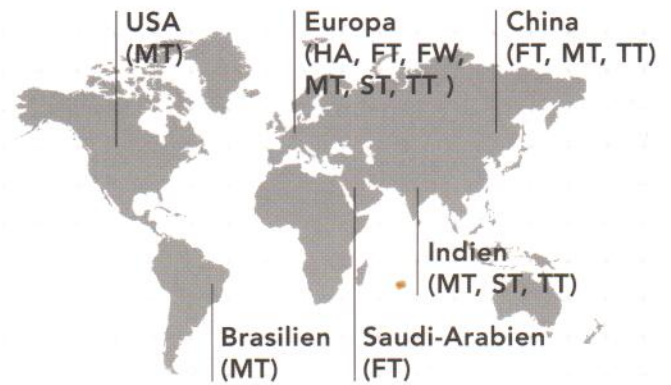 USA
(MT)
Europa
(HA, FT, FW,
MT, ST, TT )
China
(FT, MT, TT)
Indien
(MT, ST, TT)
Brasilien
(MT)
Saudi-Arabien
(FT)